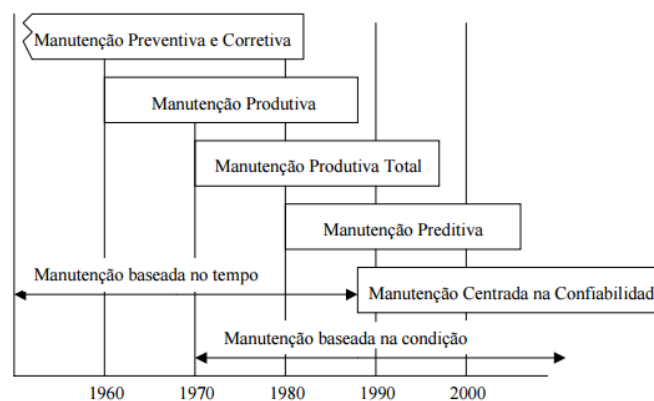 Manutenção Preventiva e Corretiva
Manutenção Produtiva
Manutenção Produtiva Total
Manutenção Preditiva
Manutenção baseada no tempo
Manutenção Centrada na Confiabilidad
Manutenção baseada na condição
1960 1970 1980 1990 2000